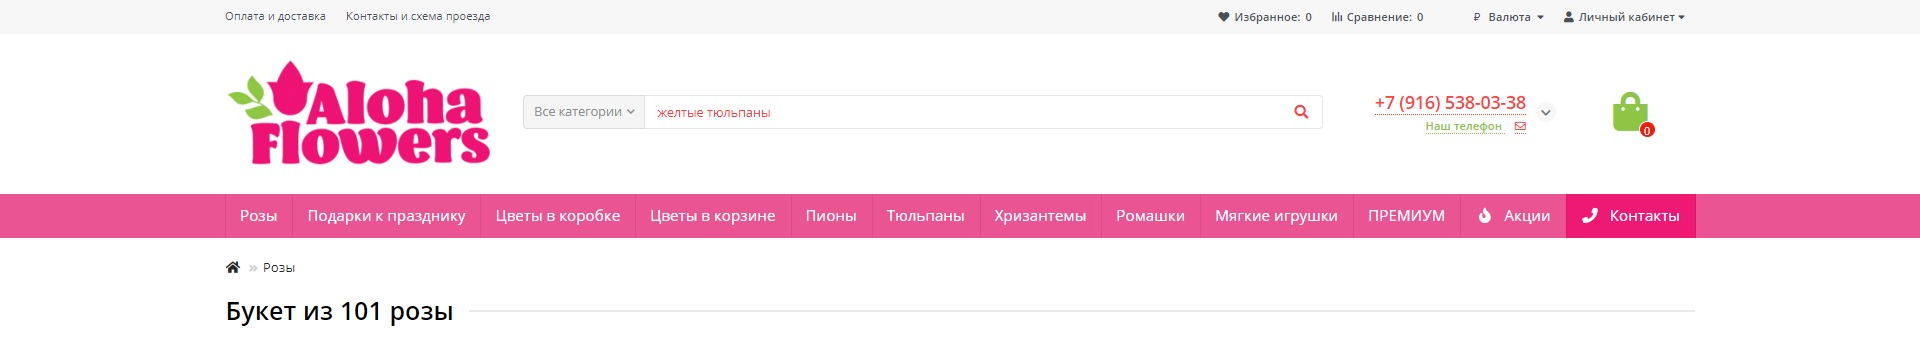 Оплата и доставка Контакты и схема проезда Избранное: 0 Сравнение: 0 ₽ Валюта Личный кабинет
Aloha
Flowers
Все категории желтые тюльпаны
+7 (916) 538-03-38
Наш телефон
0
Розы Подарки к празднику Цветы в коробке Цветы в корзине Пионы Тюльпаны Хризантемы Ромашки Мягкие игрушки ПРЕМИУМ Акции Контакты
» Розы
Букет из 101 розы